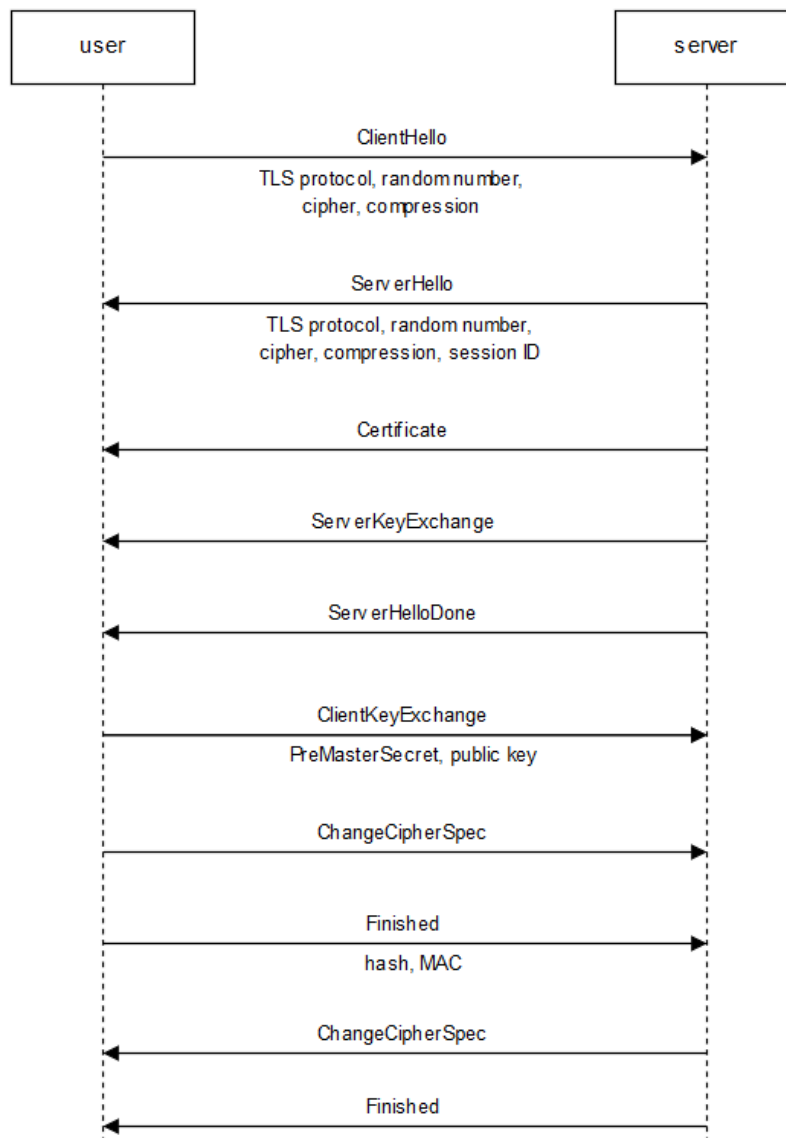 user
server
ClientHello
TLS protocol, random number,
cipher, compression
ServerHello
TLS protocol, random number,
cipher, compression, session ID
Certificate
ServerKeyExchange
ServerHelloDone
ClientKeyExchange
PreMasterSecret, public key
ChangeCipherSpec
Finished
hash, MAC
ChangeCipherSpec
Finished